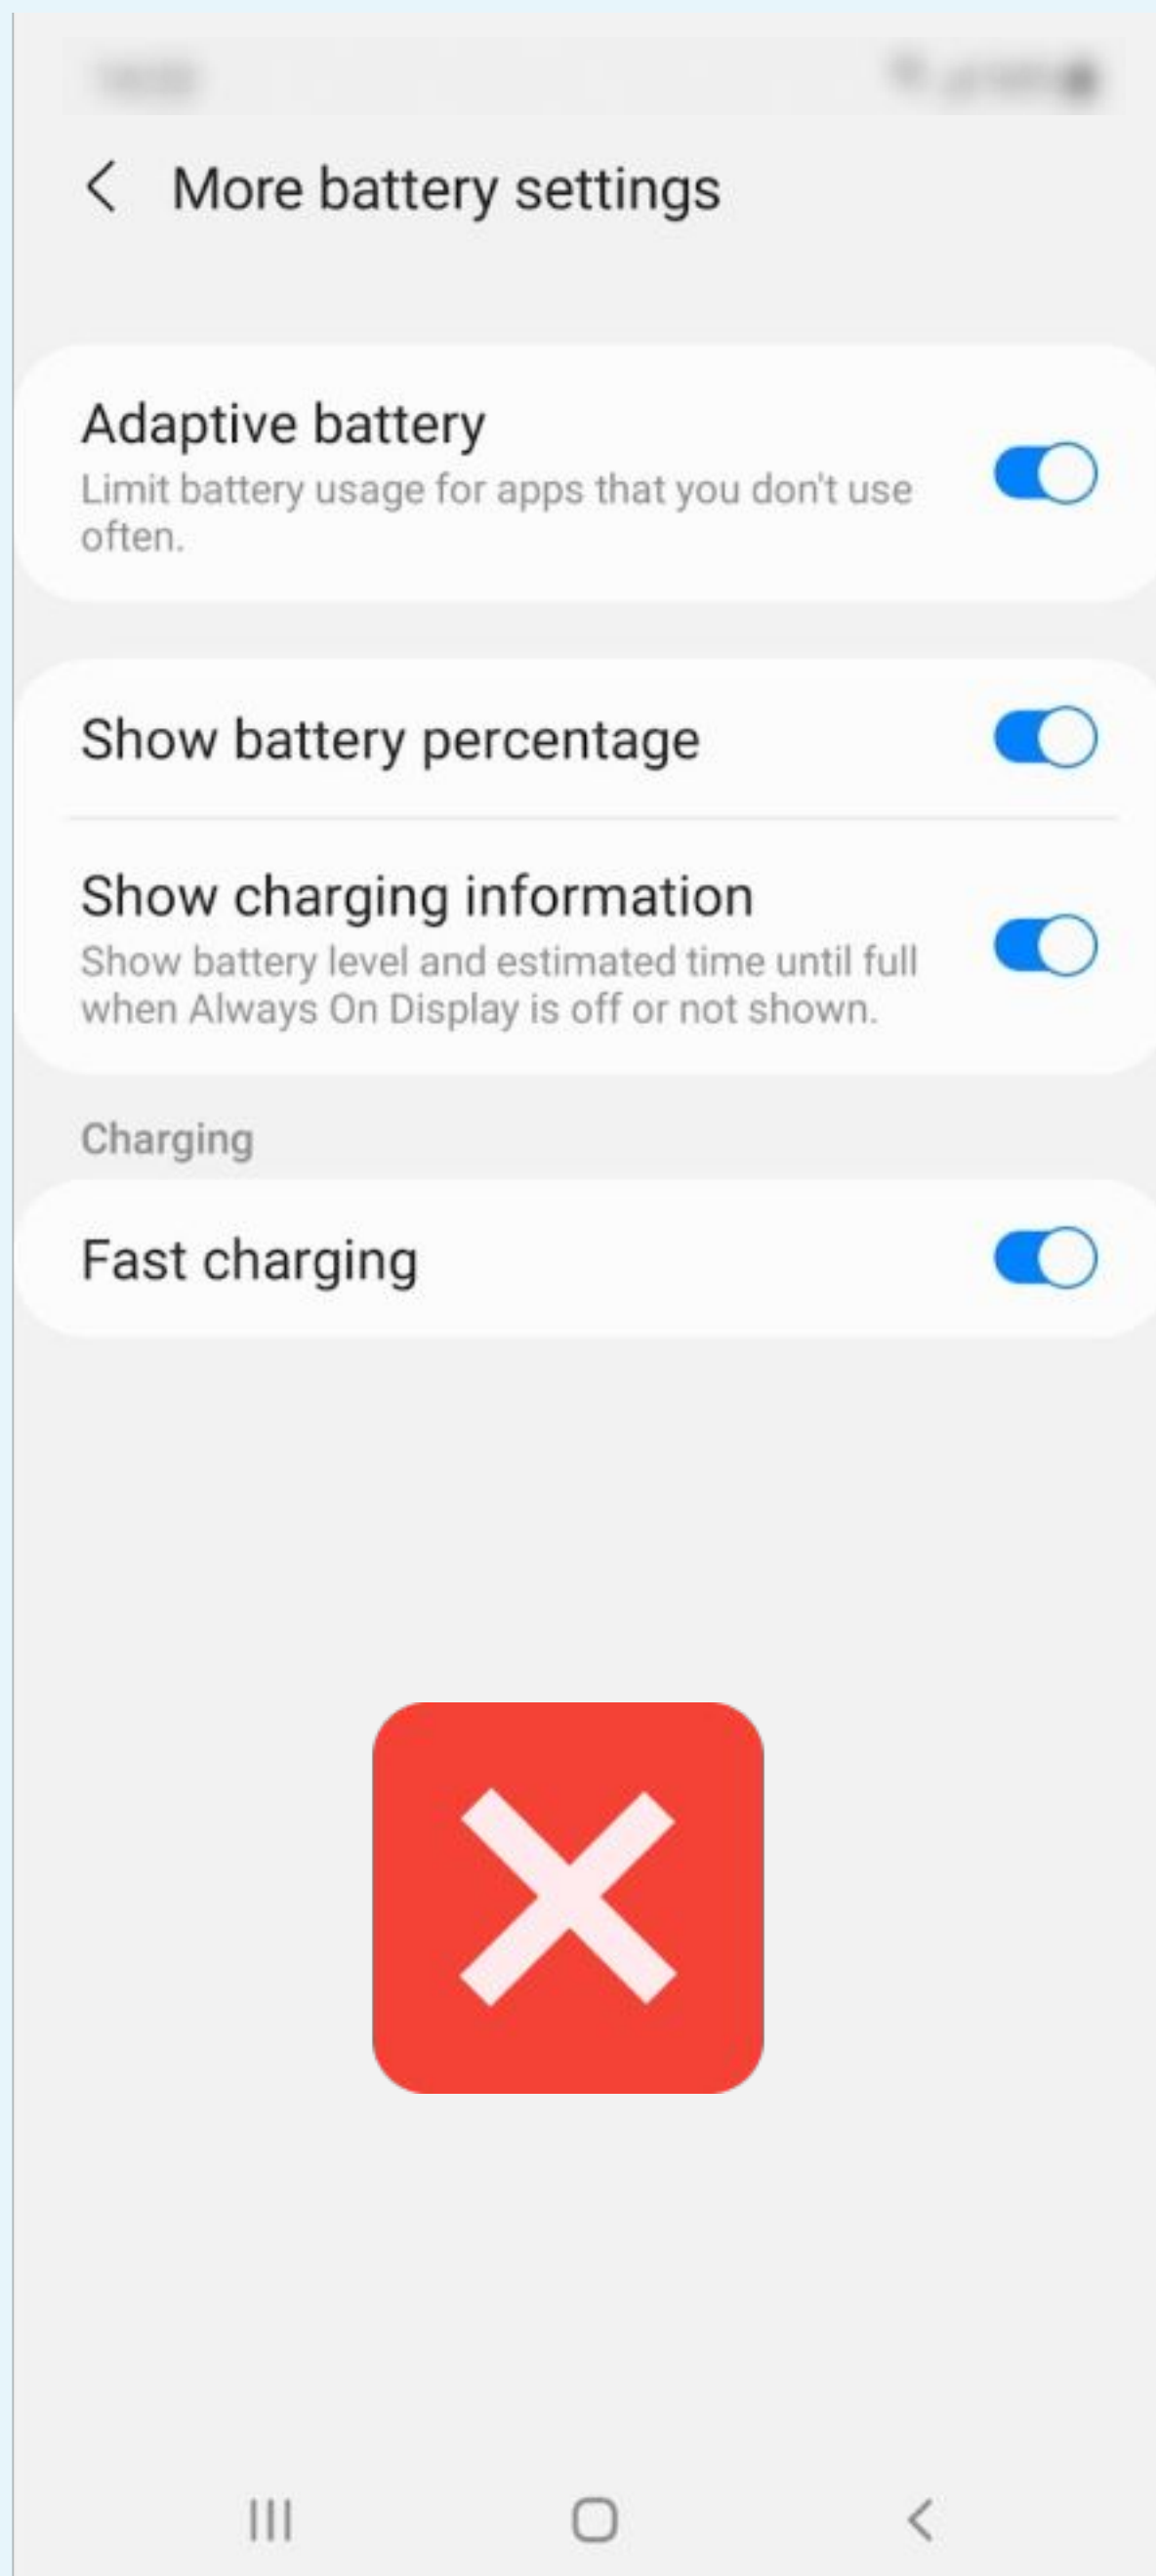 More battery settings
Adaptive battery
Limit battery usage for apps that you don't use
often.
Show battery percentage
Show charging information
Show battery level and estimated time until full
when Always On Display is off or not shown.
Charging
Fast charging